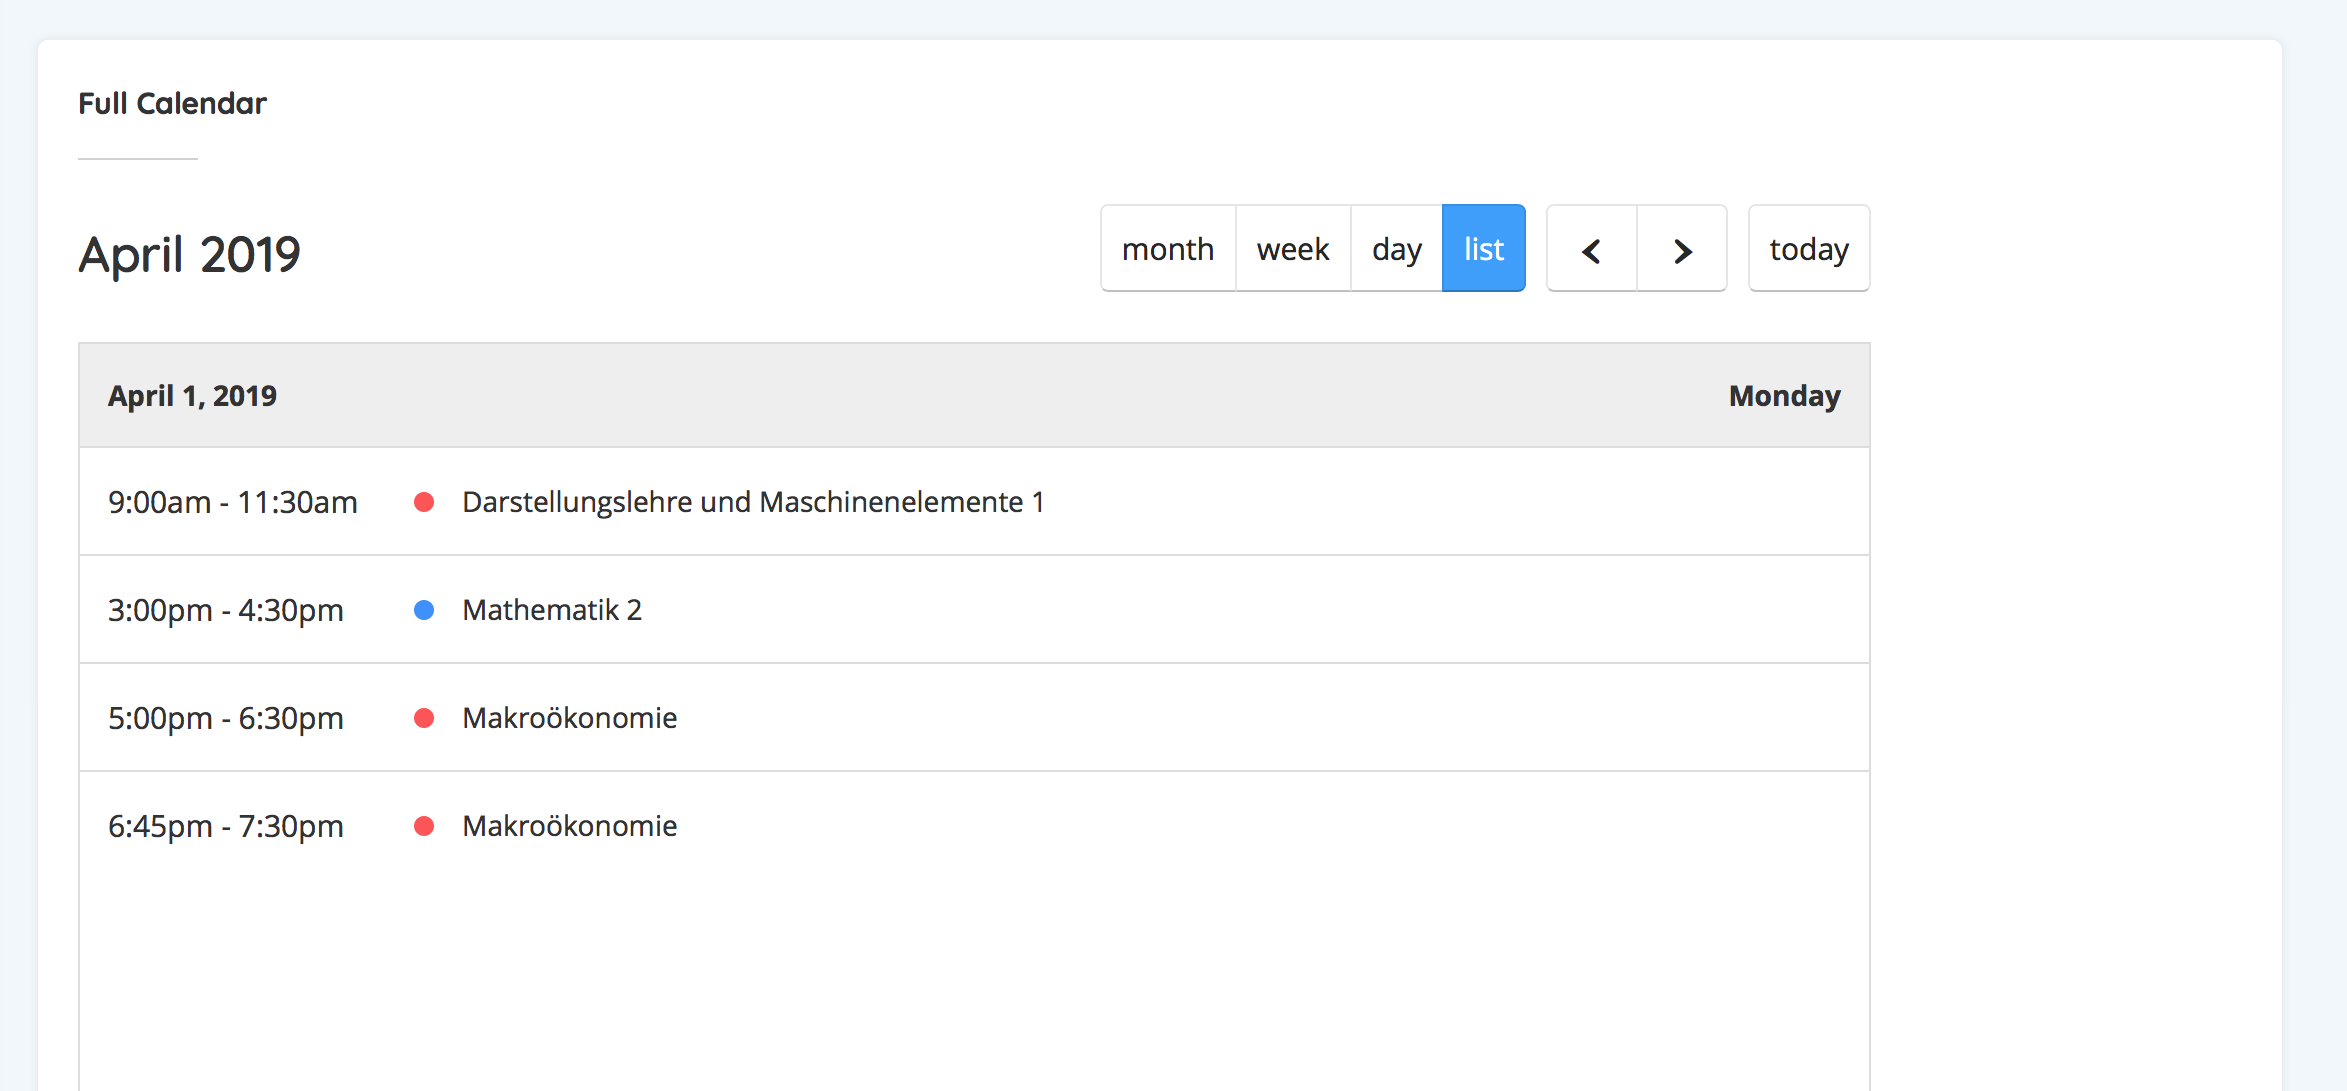 Full Calendar
April 2019
month week day list < > today
April 1, 2019 Monday
9:00am - 11:30am Darstellungslehre und Maschinenelemente 1
3:00pm - 4:30pm Mathematik 2
5:00pm - 6:30pm Makroökonomie
6:45pm - 7:30pm Makroökonomie